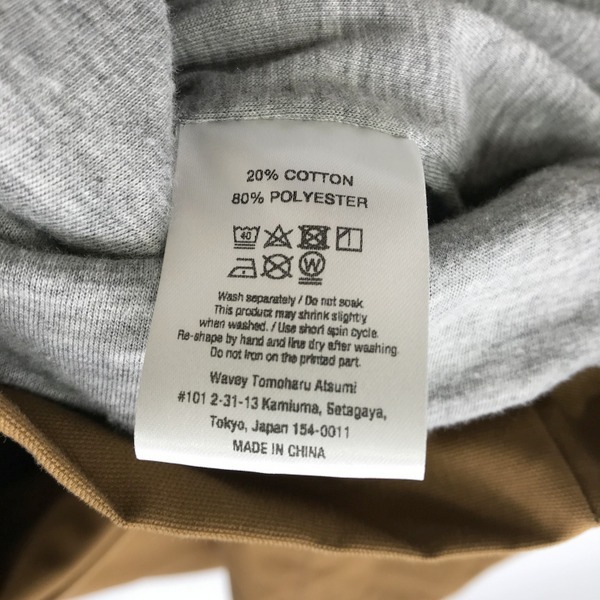 20% COTTON
80% POLYESTER
40
W
Wash separately / Do not soak.
This product may shrink slightly
when washed. / Use short spin cycle.
Re-shape by hand and line dry after washing.
Do not iron on the printed part.
Wavey Tomoharu Atsumi
#101 2-31-13 Kamiuma, Setagaya,
Tokyo, Japan 154-0011
MADE IN CHINA